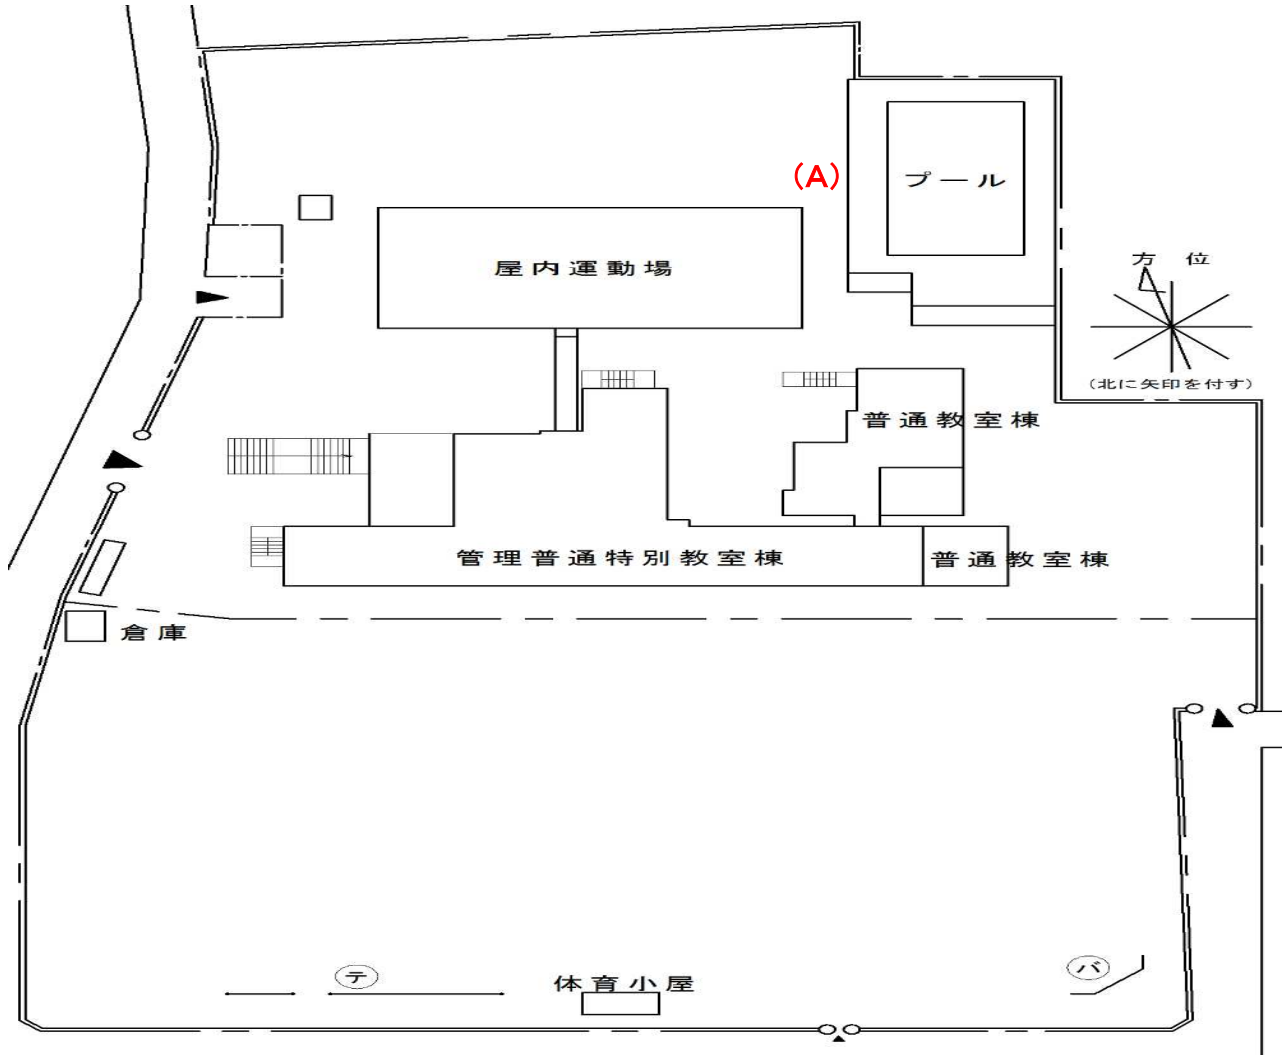 (A)
プール
方位
屋内運動場
(北に矢印を付す)
普通教室棟
管理普通特別教室棟
普通教室棟
倉庫
テ
バ
体育小屋